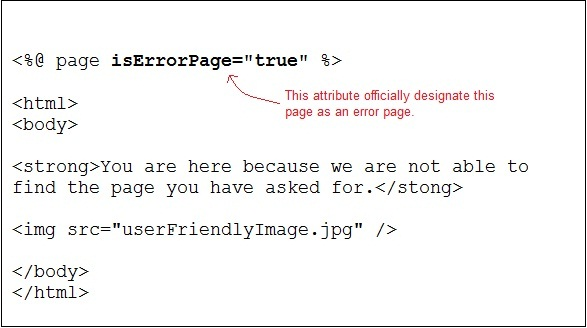 <%@ page isErrorPage="true" %>
This attribute officially designate this
page as an error page.
<html>
<body>
<strong>You are here because we are not able to
find the page you have asked for.</stong>
<img src="userFriendlyImage.jpg" />
</body>
</html>